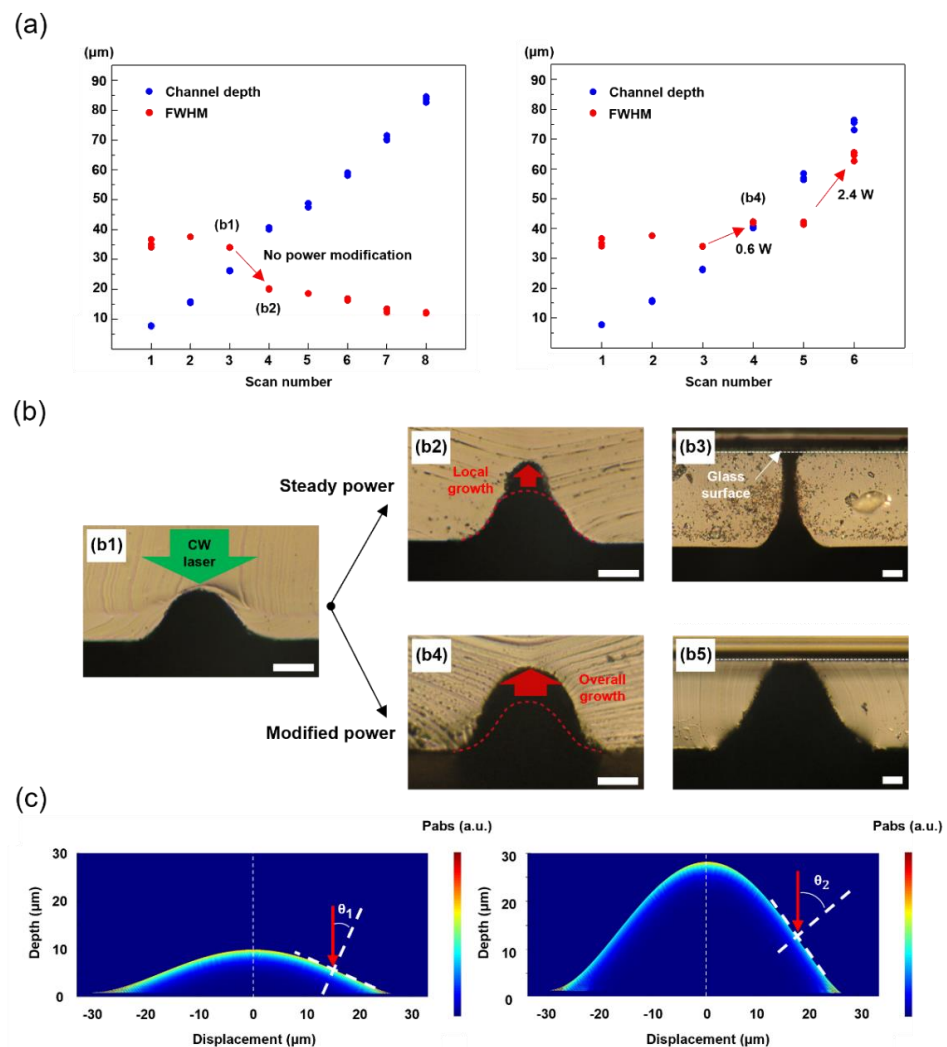 (a)
(µm)
90
80
70
60
50
40
30
20
10
Channel depth
FWHM
(b1)
No power modification
(b2)
1 2 3 4 5 6 7 8
Scan number
(µm)
90
80
70
60
50
40
30
20
10
Channel depth
FWHM
(b4)
0.6 W
2.4 W
1 2 3 4 5 6
Scan number
(b)
Steady power
(b1)
CW
laser
Modified power
(b2)
Local
growth
(b3)
Glass
surface
(b4)
Overall
growth
(b5)
(c)
Pabs (a.u.)
30
20
10
0
Depth (µm)
θ1
-30 -20 -10 0 10 20 30
Displacement (µm)
Pabs (a.u.)
30
20
10
0
Depth (µm)
θ2
-30 -20 -10 0 10 20 30
Displacement (µm)